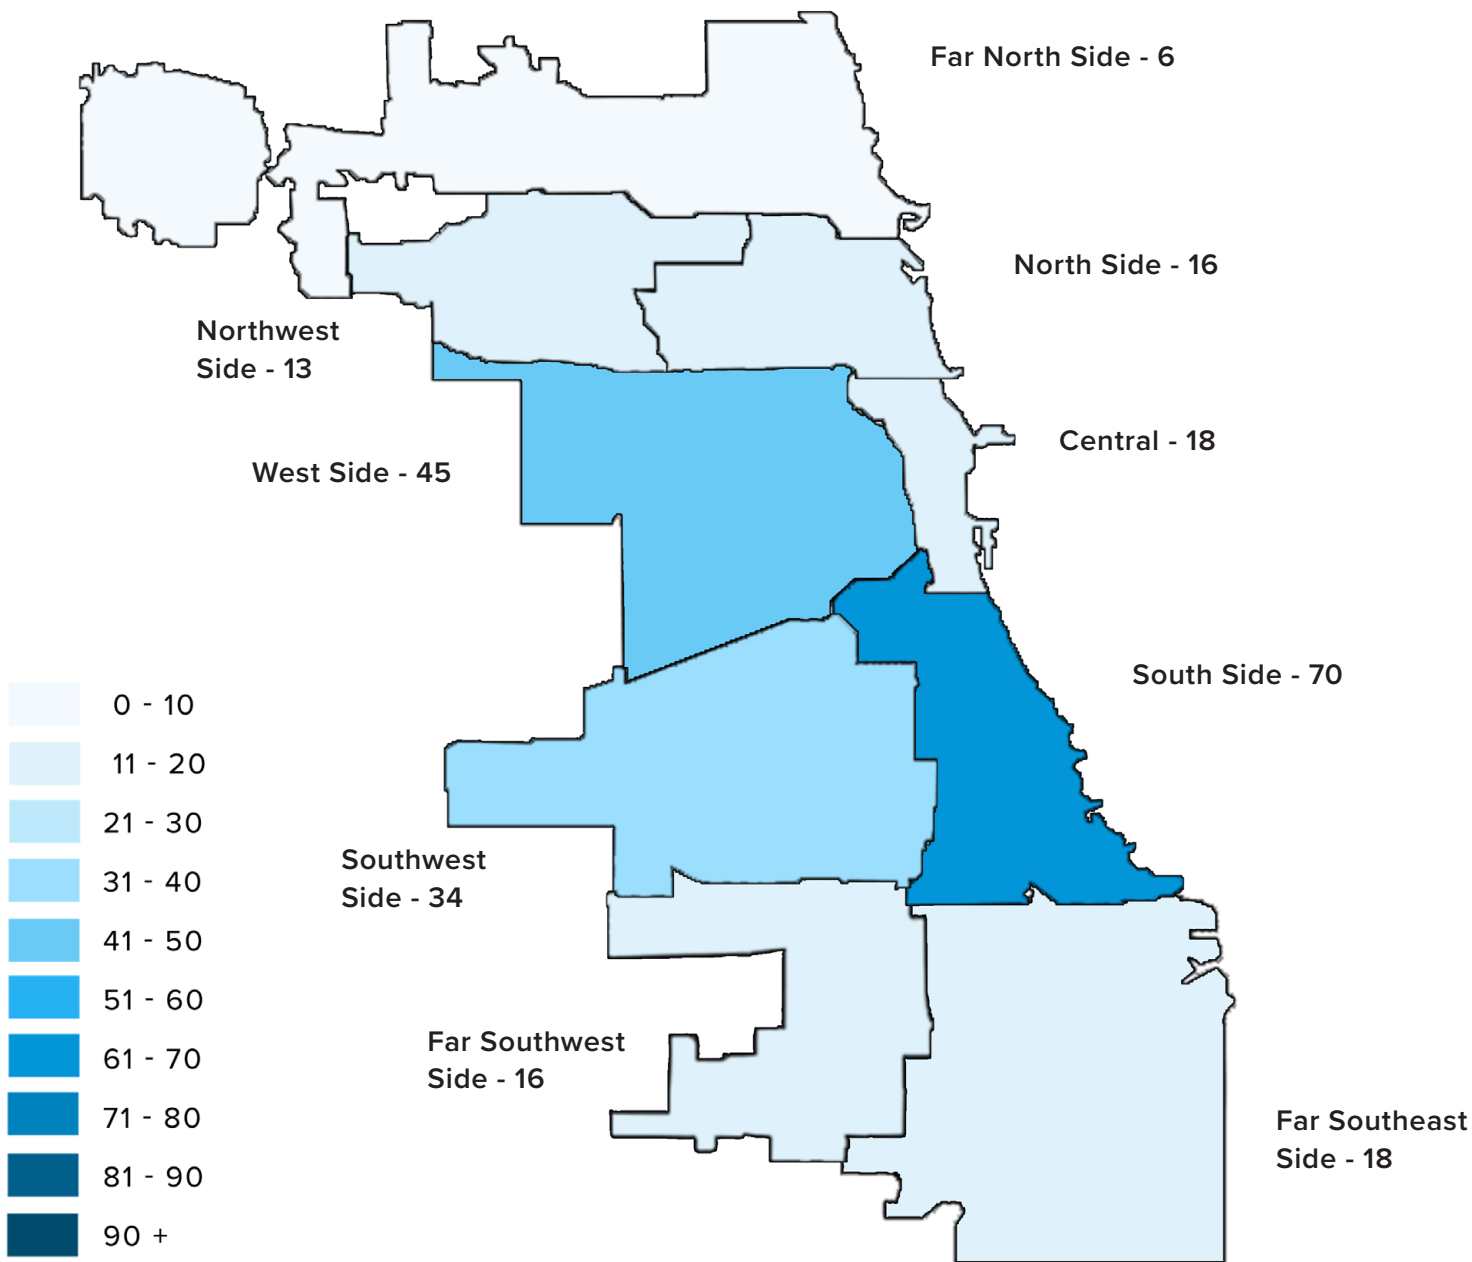 Far North Side - 6
North Side - 16
Northwest
Side - 13
Central - 18
West Side - 45
South Side - 70
0 - 10
11 - 20
21 - 30
31 - 40
41 - 50
51 - 60
61 - 70
71 - 80
81 - 90
90 +
Southwest
Side - 34
Far Southwest
Side - 16
Far Southeast
Side - 18